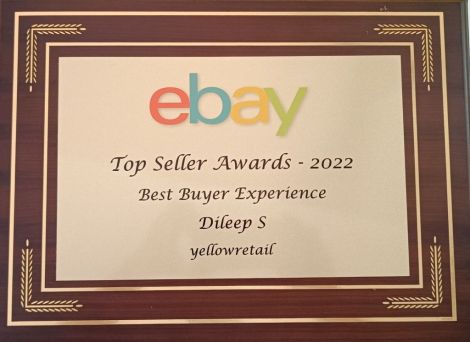 ebay
Top Seller Awards - 2022
Best Buyer Experience
Dileep S
yellowretail